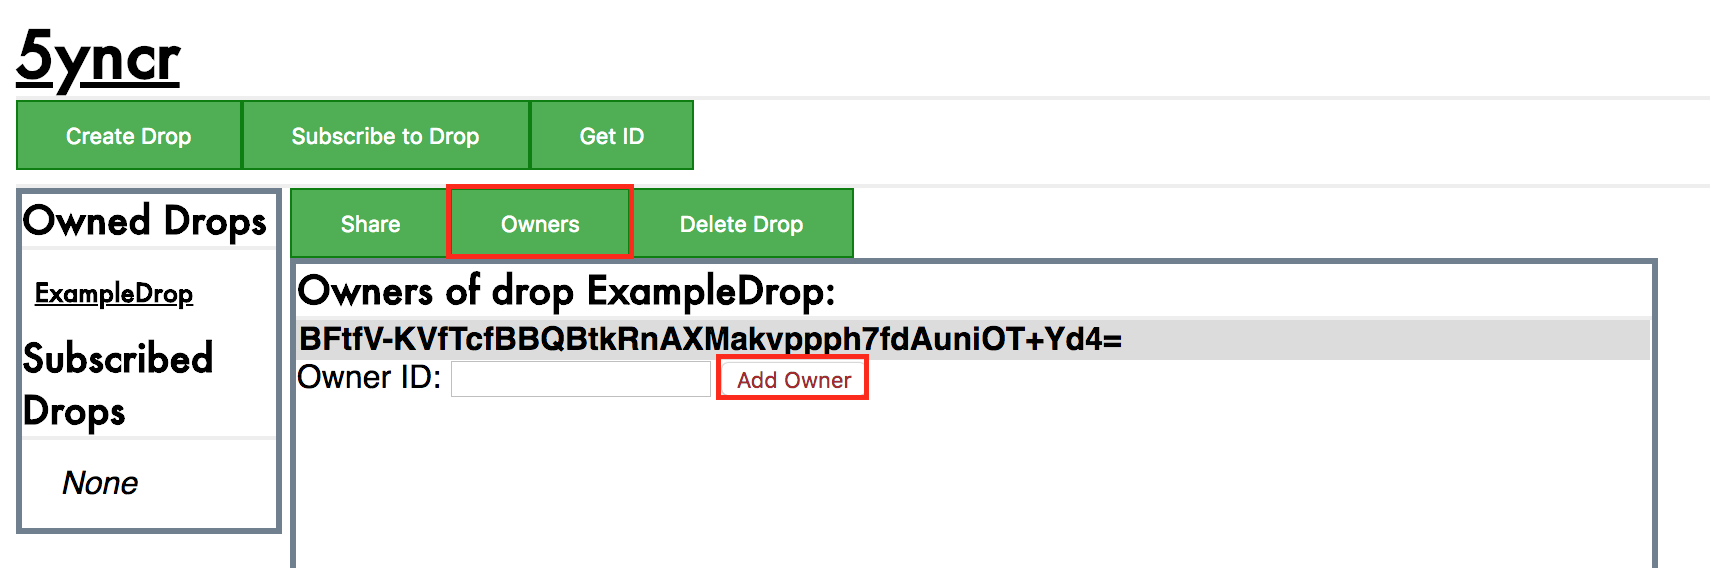 5yncr
Create Drop Subscribe to Drop Get ID
Owned Drops
ExampleDrop
Subscribed
Drops
None
Share Owners Delete Drop
Owners of drop ExampleDrop:
BFtfV-KVfTcfBBQBtkRnAXMakvppph7fdAuniOT+Yd4=
Owner ID: Add Owner